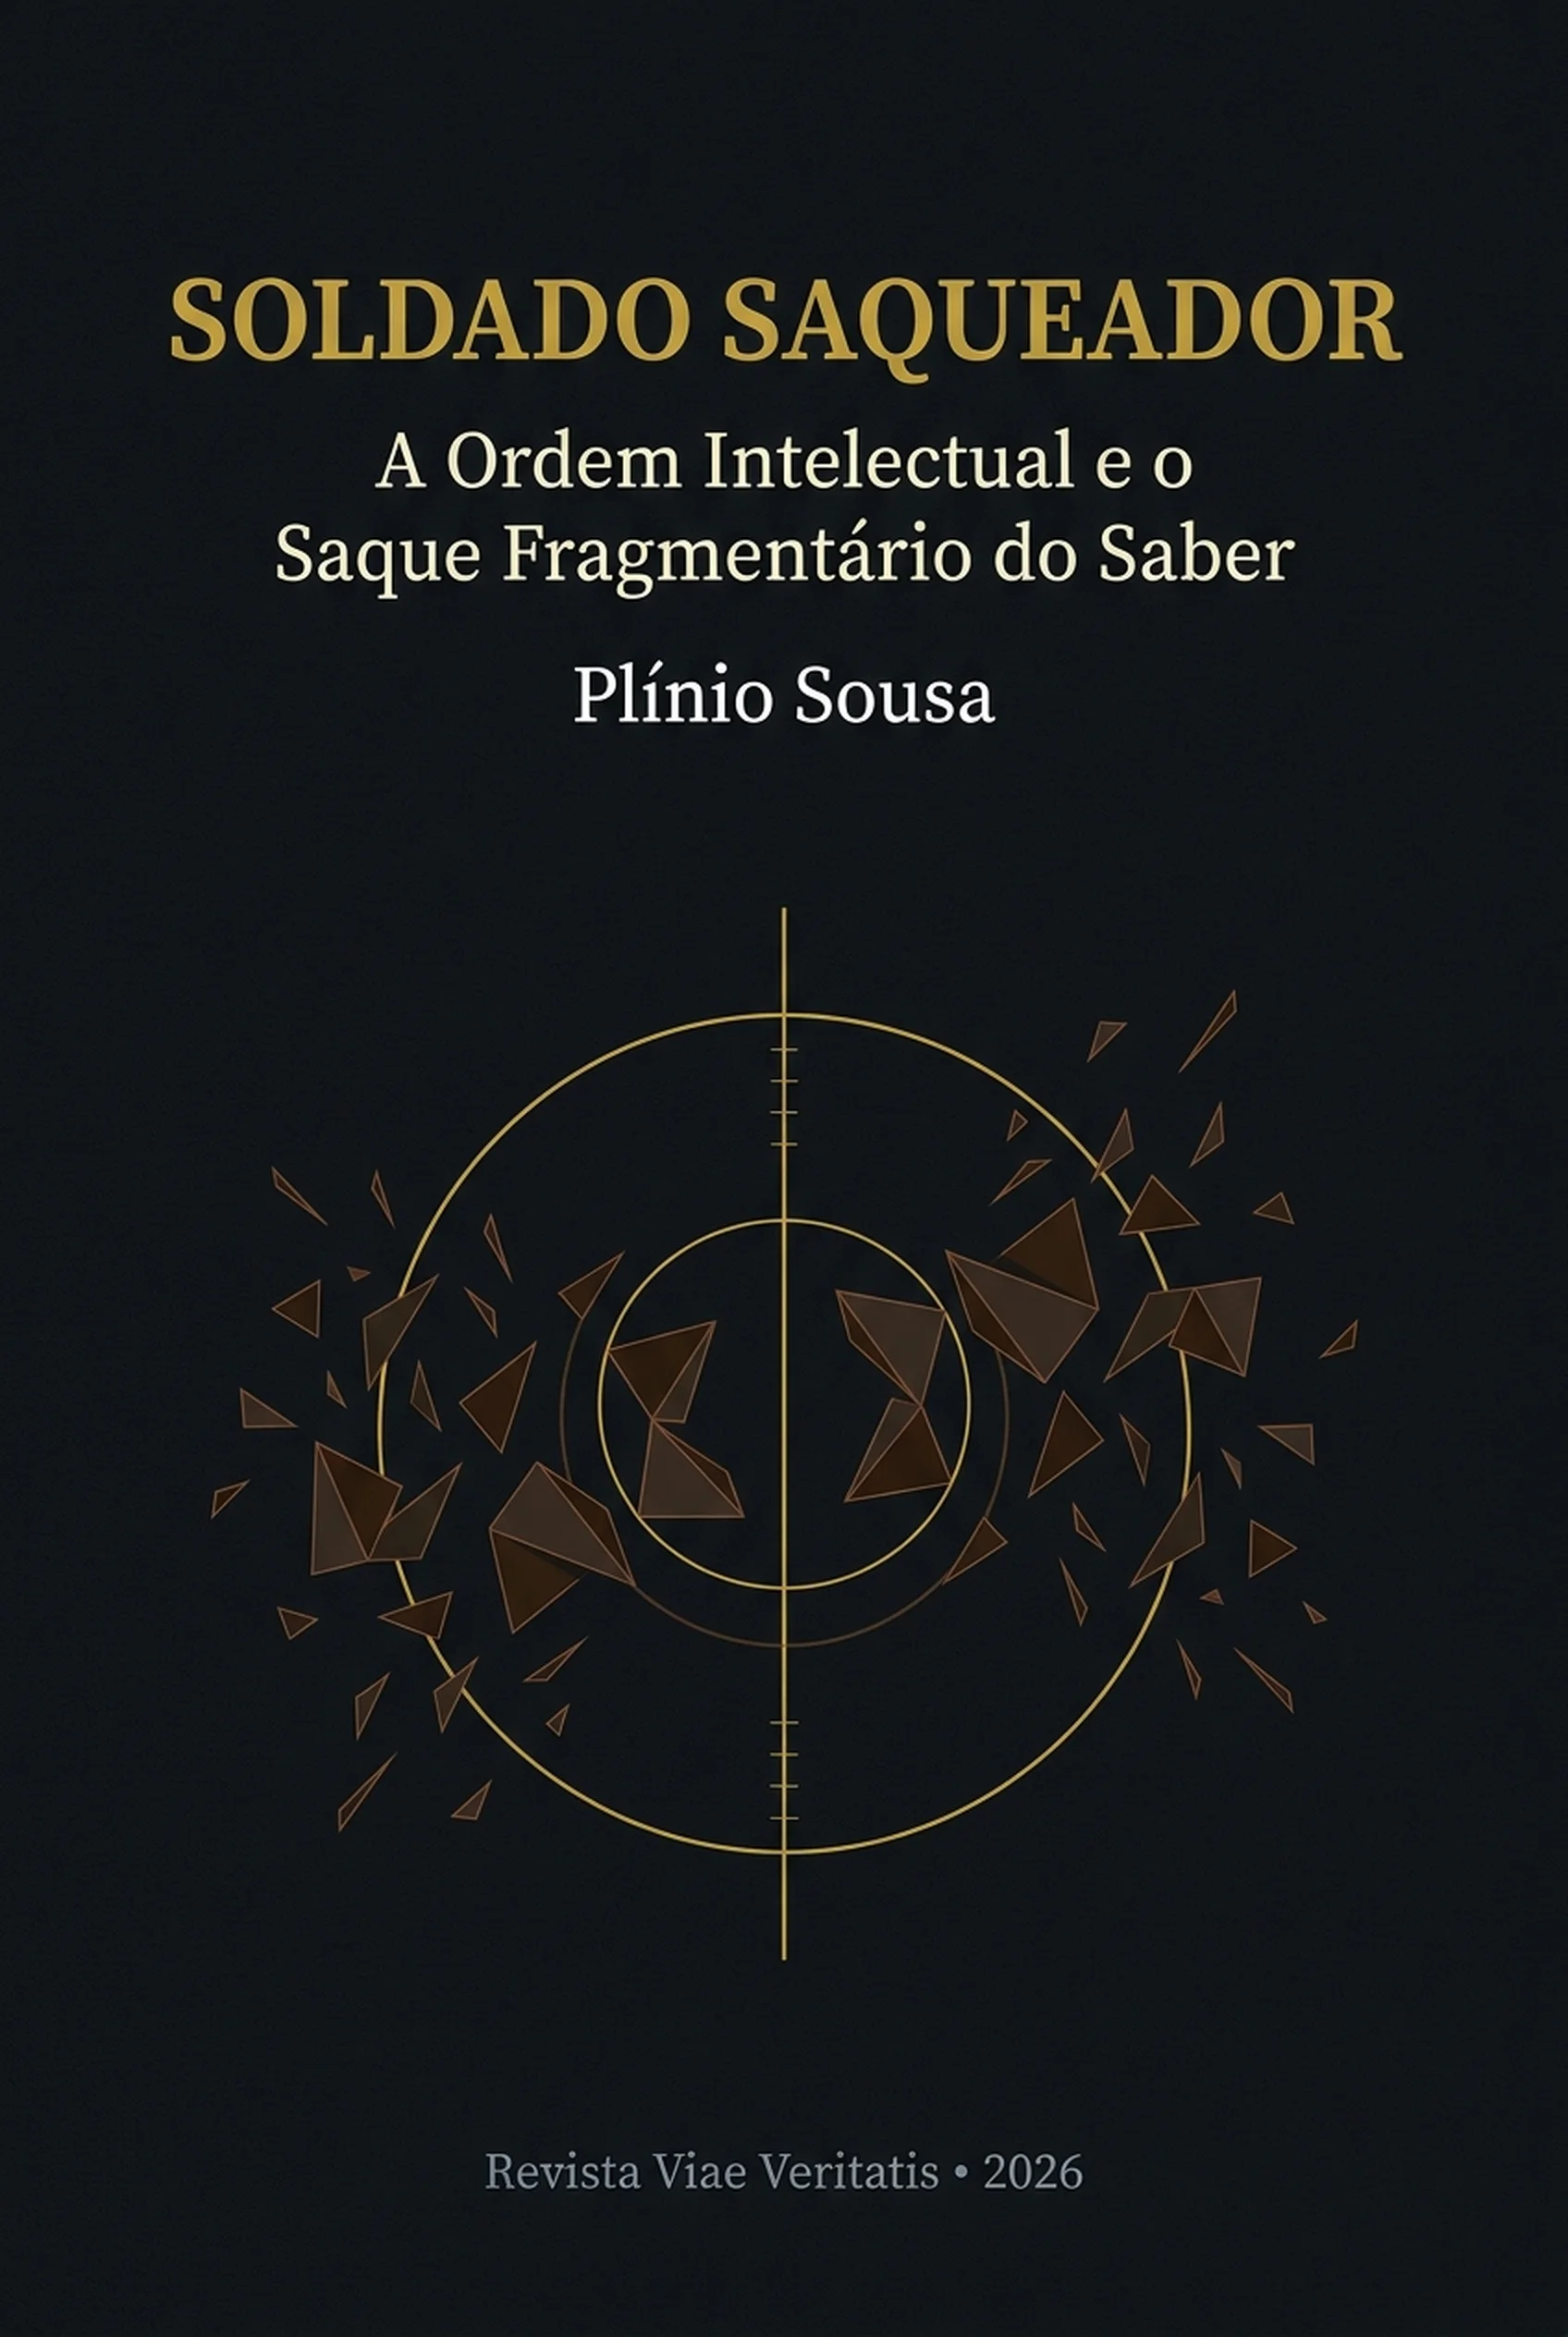 SOLDADO SAQUEADOR
A Ordem Intelectual e o
Saque Fragmentário do Saber
Plínio Sousa
Revista Viae Veritatis • 2026